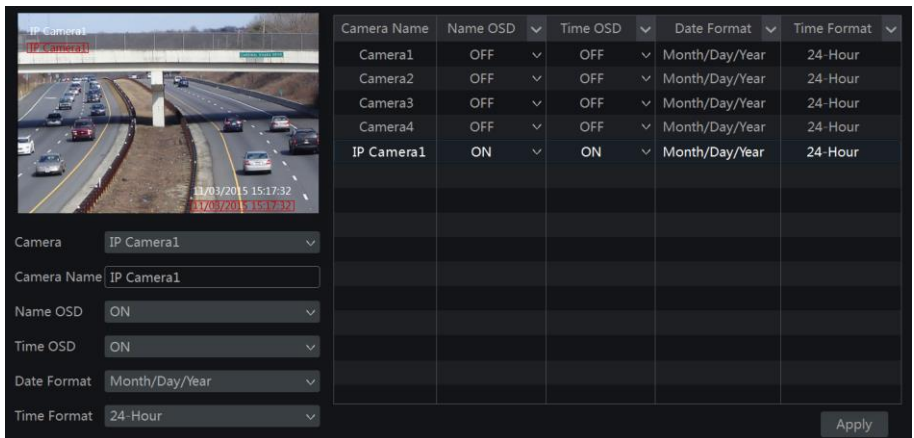 IP Camera1
IP Camera1
11/03/2015 15:17:32
11/03/2015 15:17:32
Camera IP Camera1
Camera Name IP Camera1
Name OSD ON
Time OSD ON
Date Format Month/Day/Year
Time Format 24-Hour
Camera Name Name OSD Time OSD Date Format Time Format
Camera1 OFF OFF Month/Day/Year 24-Hour
Camera2 OFF OFF Month/Day/Year 24-Hour
Camera3 OFF OFF Month/Day/Year 24-Hour
Camera4 OFF OFF Month/Day/Year 24-Hour
IP Camera1 ON ON Month/Day/Year 24-Hour
Apply